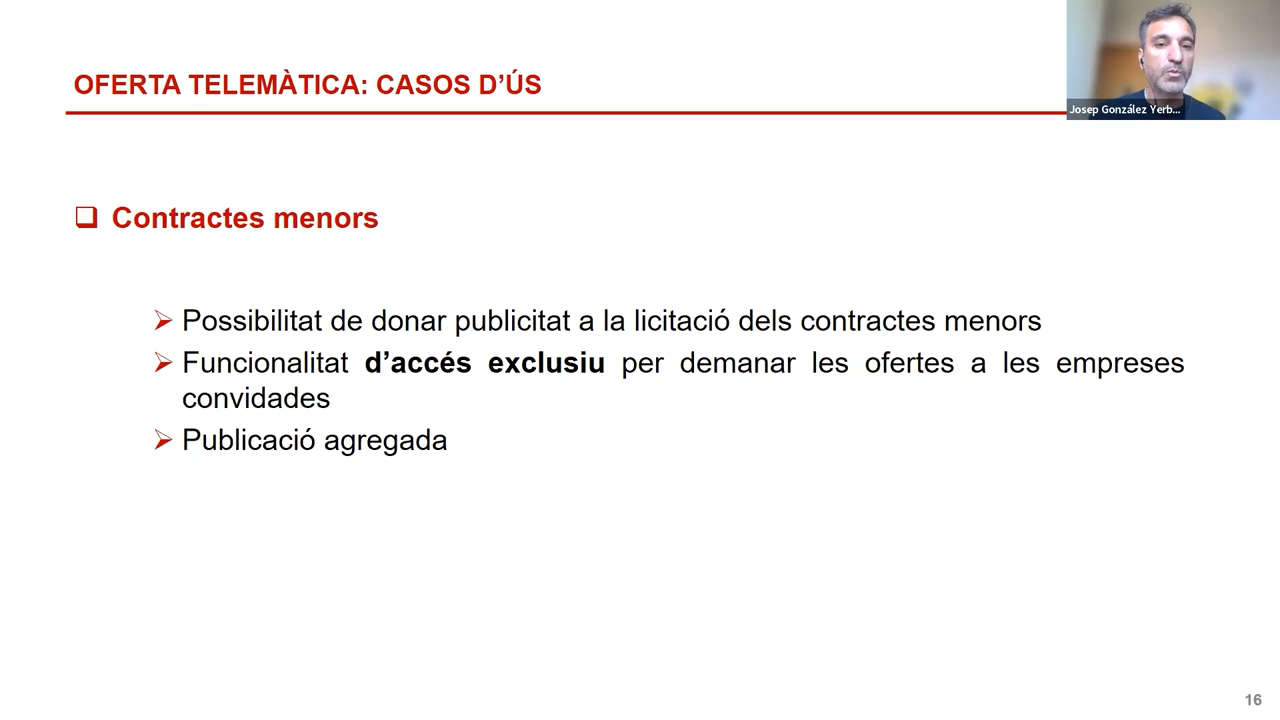 OFERTA TELEMÀTICA: CASOS D’ÚS
Josep González Yerb...
Contractes menors
Possibilitat de donar publicitat a la licitació dels contractes menors
Funcionalitat d’accés exclusiu per demanar les ofertes a les empreses
convidades
Publicació agregada
16